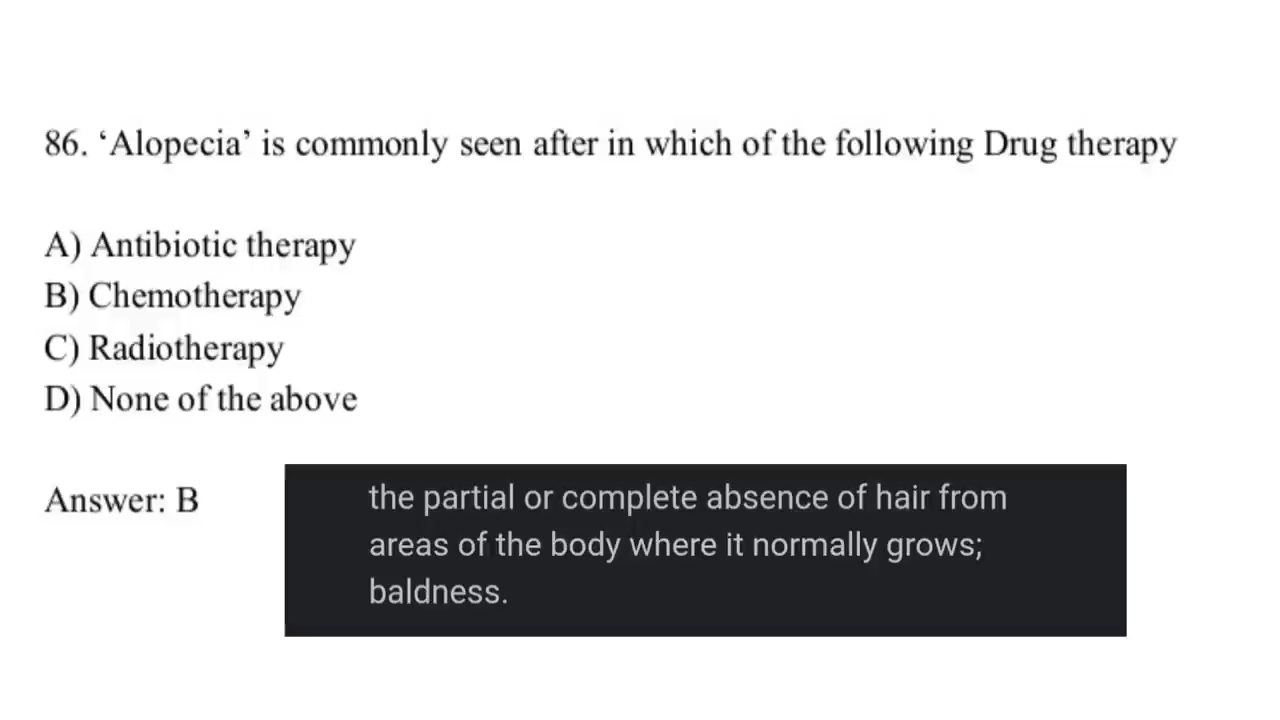 86. ‘Alopecia’ is commonly seen after in which of the following Drug therapy
A) Antibiotic therapy
B) Chemotherapy
C) Radiotherapy
D) None of the above
Answer: B
the partial or complete absence of hair from
areas of the body where it normally grows;
baldness.